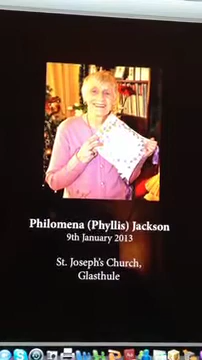 Philomena (Phyllis) Jackson
9th January 2013
St. Joseph's Church,
Glasthule